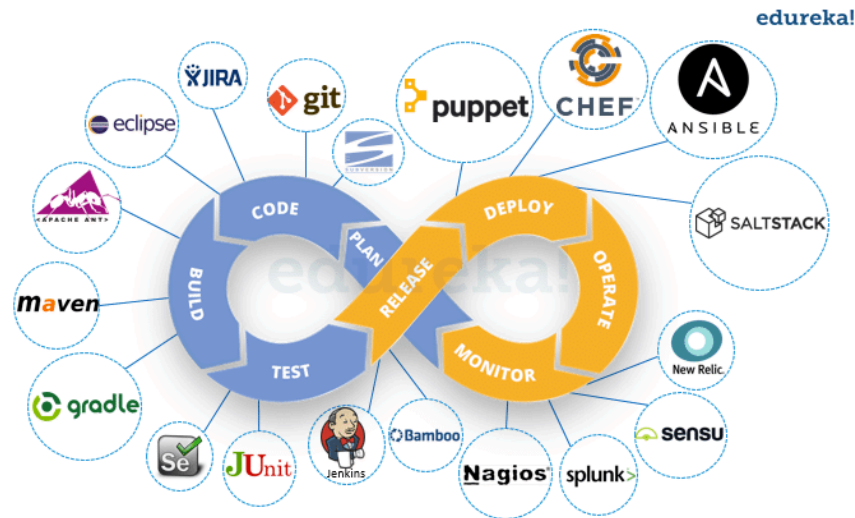 edureka!
JIRA
git
puppet
CHEF
ANSIBLE
eclipse
SUBVERSION
<APACHE ANT>
SALTSTACK
CODE
DEPLOY
PLAN
edureka!
BUILD
RELEASE
OPERATE
maven
TEST
MONITOR
New Relic.
gradle
Se
JUnit
Jenkins
Bamboo
Nagios®
splunk>
sensu